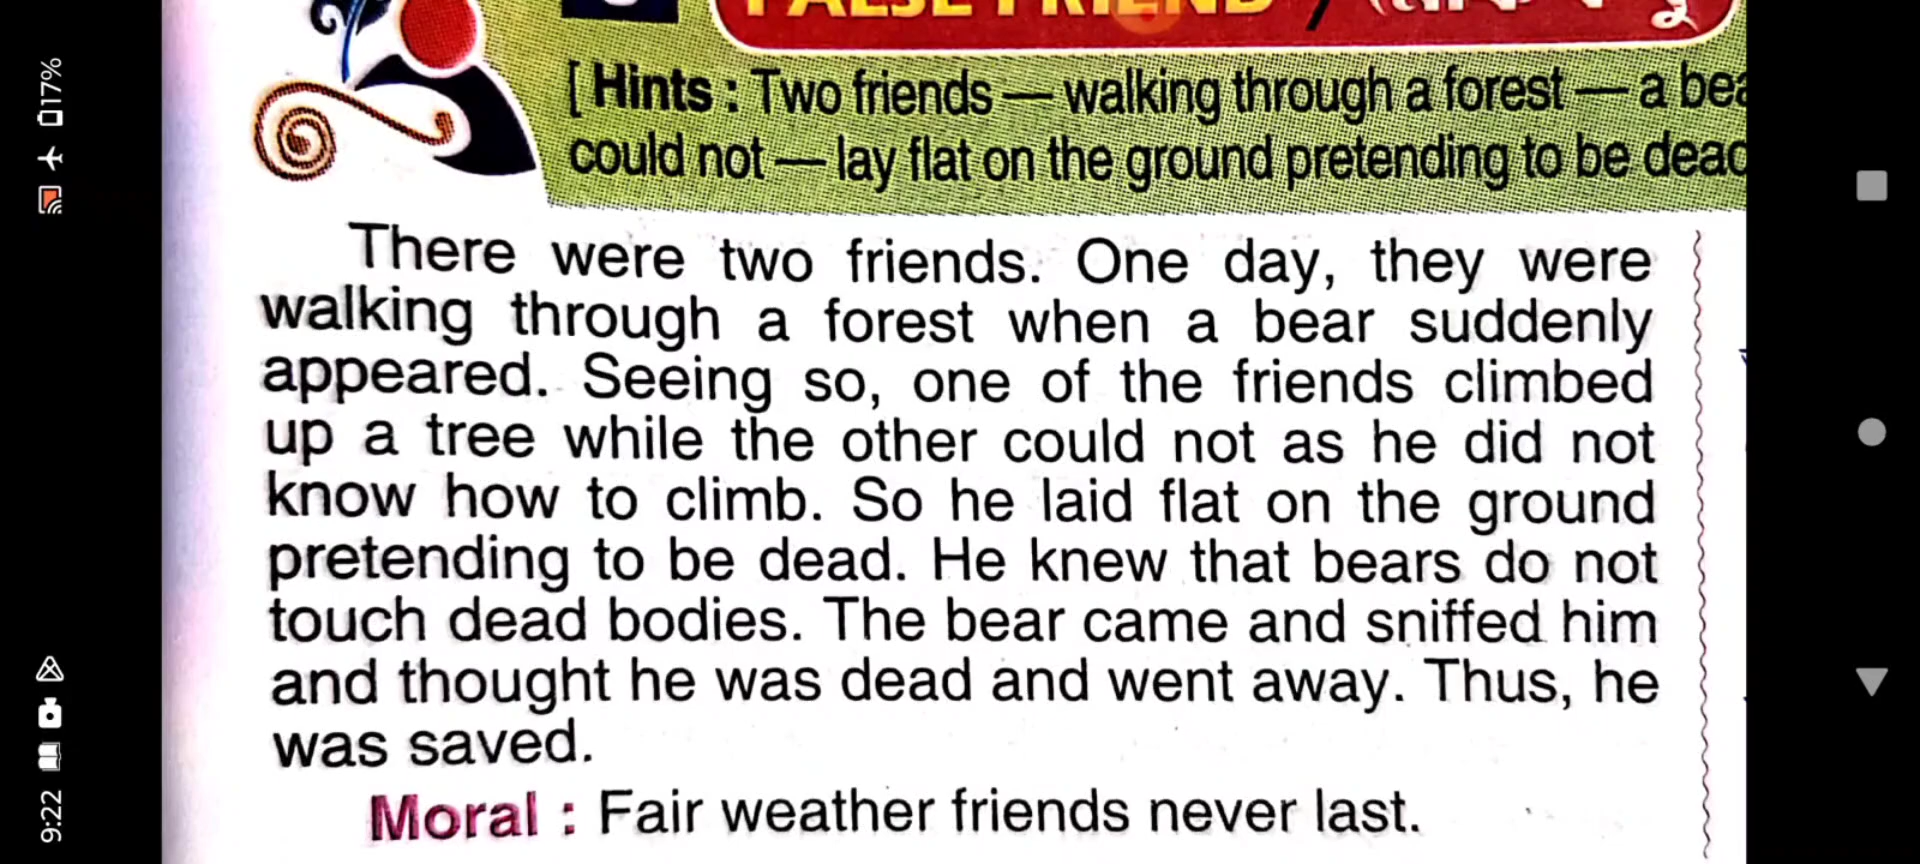 FALSE FRIEND /
[ Hints : Two friends — walking through a forest — a
could not — lay flat on the ground pretending to be dead
There were two friends. One day, they were
walking through a forest when a bear suddenly
appeared. Seeing so, one of the friends climbed
up a tree while the other could not as he did not
know how to climb. So he laid flat on the ground
pretending to be dead. He knew that bears do not
touch dead bodies. The bear came and sniffed him
and thought he was dead and went away. Thus, he
was saved.
Moral : Fair weather friends never last.
17%
9:22